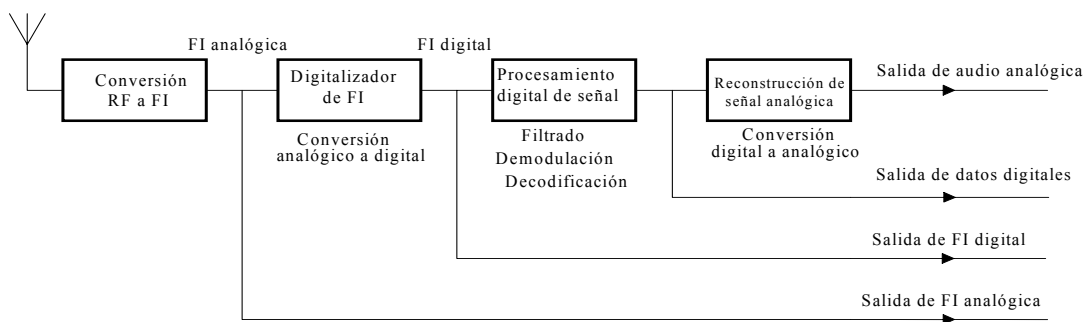 FI analógica
FI digital
Conversión
RF a FI
Digitalizador
de FI
Conversión
analógico a digital
Procesamiento
digital de señal
Filtrado
Demodulación
Decodificación
Reconstrucción de
señal analógica
Conversión
digital a analógico
Salida de audio analógica
Salida de datos digitales
Salida de FI digital
Salida de FI analógica